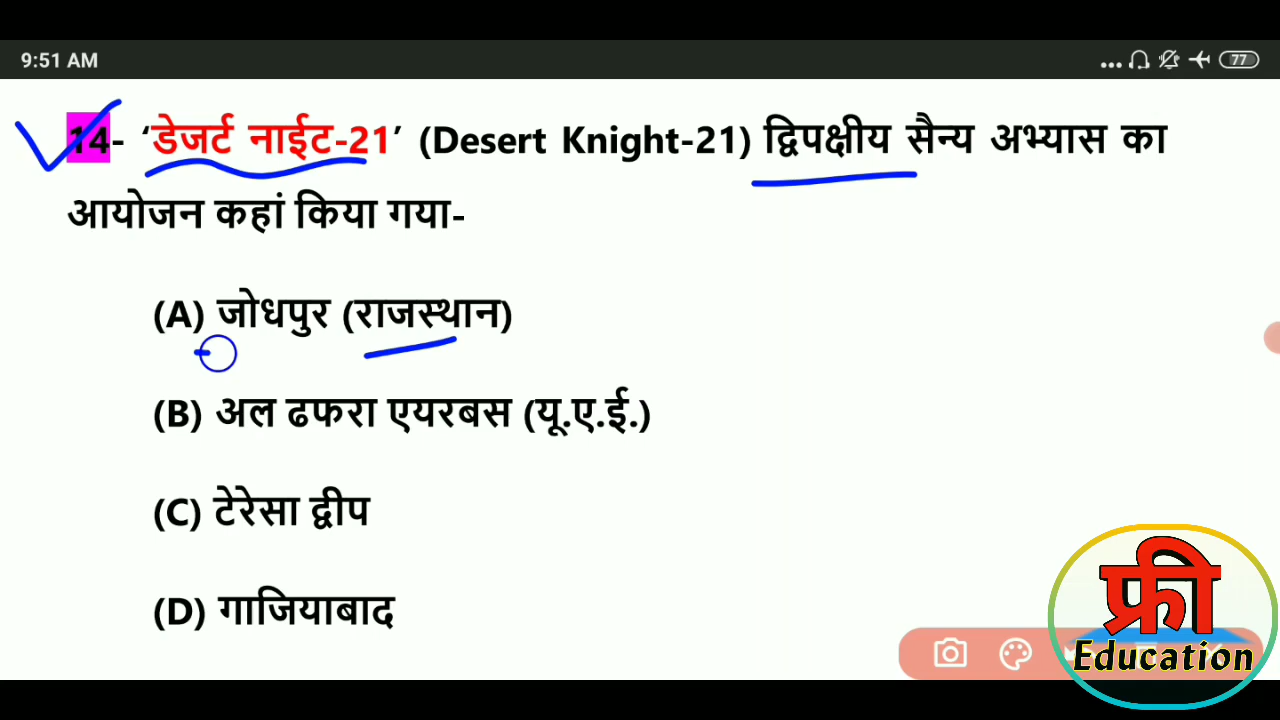 9:51 AM
77
14- ‘डेजर्ट नाईट-21’ (Desert Knight-21) द्विपक्षीय सैन्य अभ्यास का
आयोजन कहां किया गया-
(A) जोधपुर (राजस्थान)
(B) अल ढफरा एयरबस (यू.ए.ई.)
(C) टेरेसा द्वीप
(D) गाजियाबाद
फ्री
Education